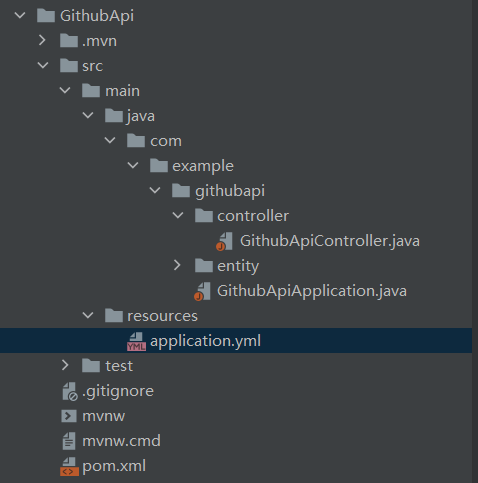 GithubApi
.mvn
src
main
java
com
example
githubapi
controller
GithubApiController.java
entity
GithubApiApplication.java
resources
YML application.yml
test
.gitignore
mvnw
mvnw.cmd
pom.xml